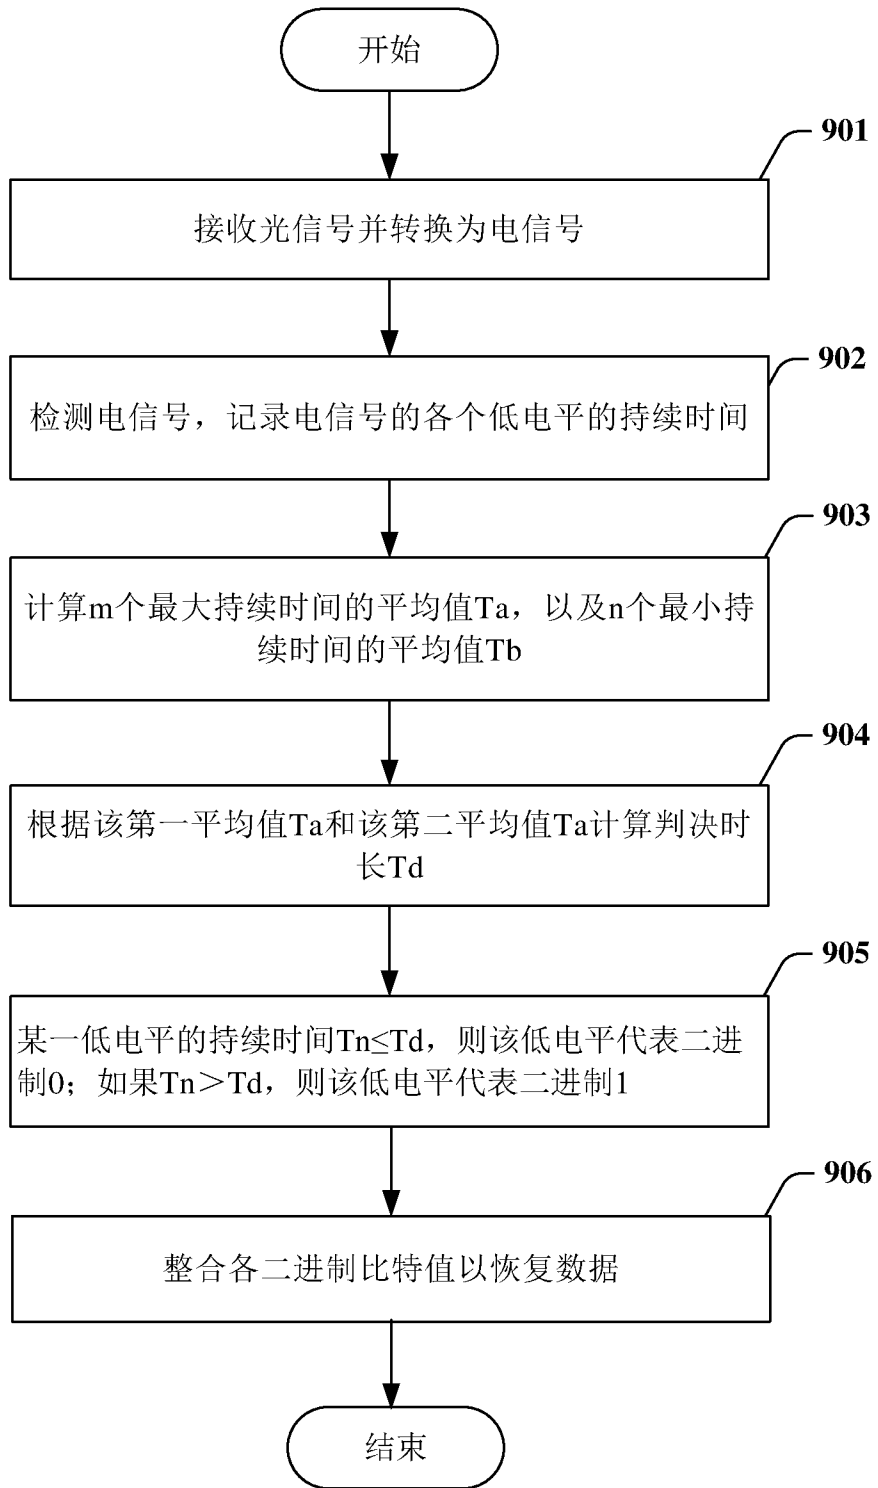 开始
901
接收光信号并转换为电信号
902
检测电信号，记录电信号的各个低电平的持续时间
903
计算m个最大持续时间的平均值Ta，以及n个最小持
续时间的平均值Tb
904
根据该第一平均值Ta和该第二平均值Ta计算判决时
长Td
905
某一低电平的持续时间Tn≤Td，则该低电平代表二进
制0；如果Tn＞Td，则该低电平代表二进制1
906
整合各二进制比特值以恢复数据
结束